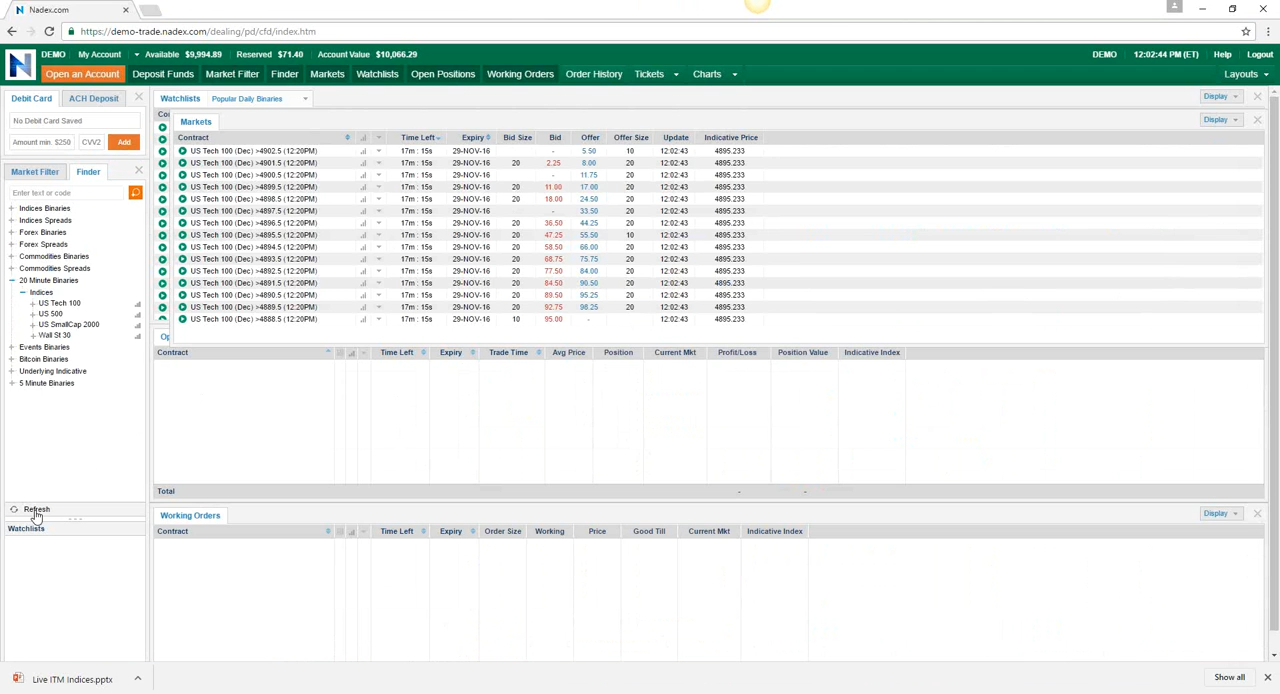 Nadex.com
https://demo-trade.nadex.com/dealing/pd/cfd/index.htm
DEMO My Account Available $9,994.89 Reserved $71.40 Account Value $10,066.29 DEMO 12:02:44 PM (ET) Help Logout
Open an Account Deposit Funds Market Filter Finder Markets Watchlists Open Positions Working Orders Order History Tickets Charts Layouts
Debit Card ACH Deposit
No Debit Card Saved
Amount min. $250 CVV2 Add
Market Filter Finder
Enter text or code
Indices Binaries
Indices Spreads
Forex Binaries
Forex Spreads
Commodities Binaries
Commodities Spreads
20 Minute Binaries
Indices
US Tech 100
US 500
US SmallCap 2000
Wall St 30
Events Binaries
Bitcoin Binaries
Underlying Indicative
5 Minute Binaries
Refresh
Watchlists
Watchlists Popular Daily Binaries Display
Markets Display
Contract Time Left Expiry Bid Size Bid Offer Offer Size Update Indicative Price
US Tech 100 (Dec) >4902.5 (12:20PM) 17m : 15s 29-NOV-16 - 5.50 10 12:02:43 4895.233
US Tech 100 (Dec) >4901.5 (12:20PM) 17m : 15s 29-NOV-16 20 2.25 8.00 20 12:02:43 4895.233
US Tech 100 (Dec) >4900.5 (12:20PM) 17m : 15s 29-NOV-16 - 11.75 20 12:02:43 4895.233
US Tech 100 (Dec) >4899.5 (12:20PM) 17m : 15s 29-NOV-16 20 11.00 17.00 20 12:02:43 4895.233
US Tech 100 (Dec) >4898.5 (12:20PM) 17m : 15s 29-NOV-16 20 18.00 24.50 20 12:02:43 4895.233
US Tech 100 (Dec) >4897.5 (12:20PM) 17m : 15s 29-NOV-16 - 33.50 20 12:02:43 4895.233
US Tech 100 (Dec) >4896.5 (12:20PM) 17m : 15s 29-NOV-16 20 36.50 44.25 20 12:02:43 4895.233
US Tech 100 (Dec) >4895.5 (12:20PM) 17m : 15s 29-NOV-16 20 47.25 55.50 10 12:02:43 4895.233
US Tech 100 (Dec) >4894.5 (12:20PM) 17m : 15s 29-NOV-16 20 58.50 66.00 20 12:02:43 4895.233
US Tech 100 (Dec) >4893.5 (12:20PM) 17m : 15s 29-NOV-16 20 68.75 75.75 20 12:02:43 4895.233
US Tech 100 (Dec) >4892.5 (12:20PM) 17m : 15s 29-NOV-16 20 77.50 84.00 20 12:02:43 4895.233
US Tech 100 (Dec) >4891.5 (12:20PM) 17m : 15s 29-NOV-16 20 84.50 90.50 20 12:02:43 4895.233
US Tech 100 (Dec) >4890.5 (12:20PM) 17m : 15s 29-NOV-16 20 89.50 95.25 20 12:02:43 4895.233
US Tech 100 (Dec) >4889.5 (12:20PM) 17m : 15s 29-NOV-16 20 92.75 98.25 20 12:02:43 4895.233
US Tech 100 (Dec) >4888.5 (12:20PM) 17m : 15s 29-NOV-16 10 95.00 - 12:02:43 4895.233
Contract Time Left Expiry Trade Time Avg Price Position Current Mkt Profit/Loss Position Value Indicative Index
Total - -
Working Orders Display
Contract Time Left Expiry Order Size Working Price Good Till Current Mkt Indicative Index
Live ITM Indices.pptx Show all